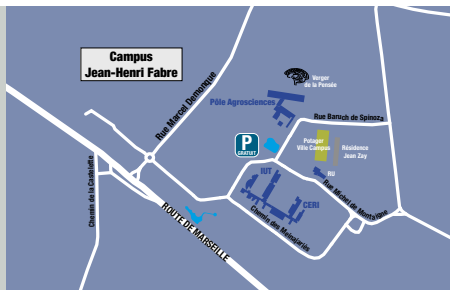 Campus
Jean-Henri Fabre
Verger
de la Pensée
Pôle Agrosciences
Rue Marcel Demonque
Rue Baruch de Spinoza
P
GRATUIT
Potager
Ville Campus
Résidence
Jean Zay
IUT
RU
CERI
Rue Michel de Montaigne
Chemin des Meinajariès
Chemin de la Castelette
ROUTE DE MARSEILLE